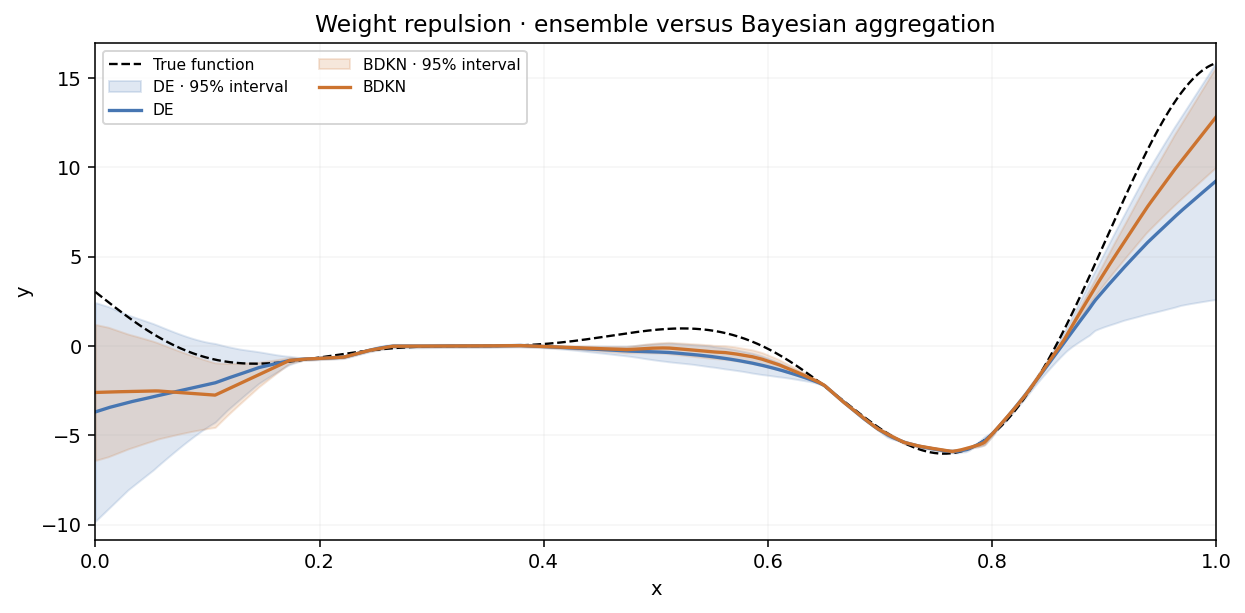 Weight repulsion · ensemble versus Bayesian aggregation
True function
DE · 95% interval
DE
BDKN · 95% interval
BDKN
15
10
5
0
−5
−10
y
0.0 0.2 0.4 0.6 0.8 1.0
x